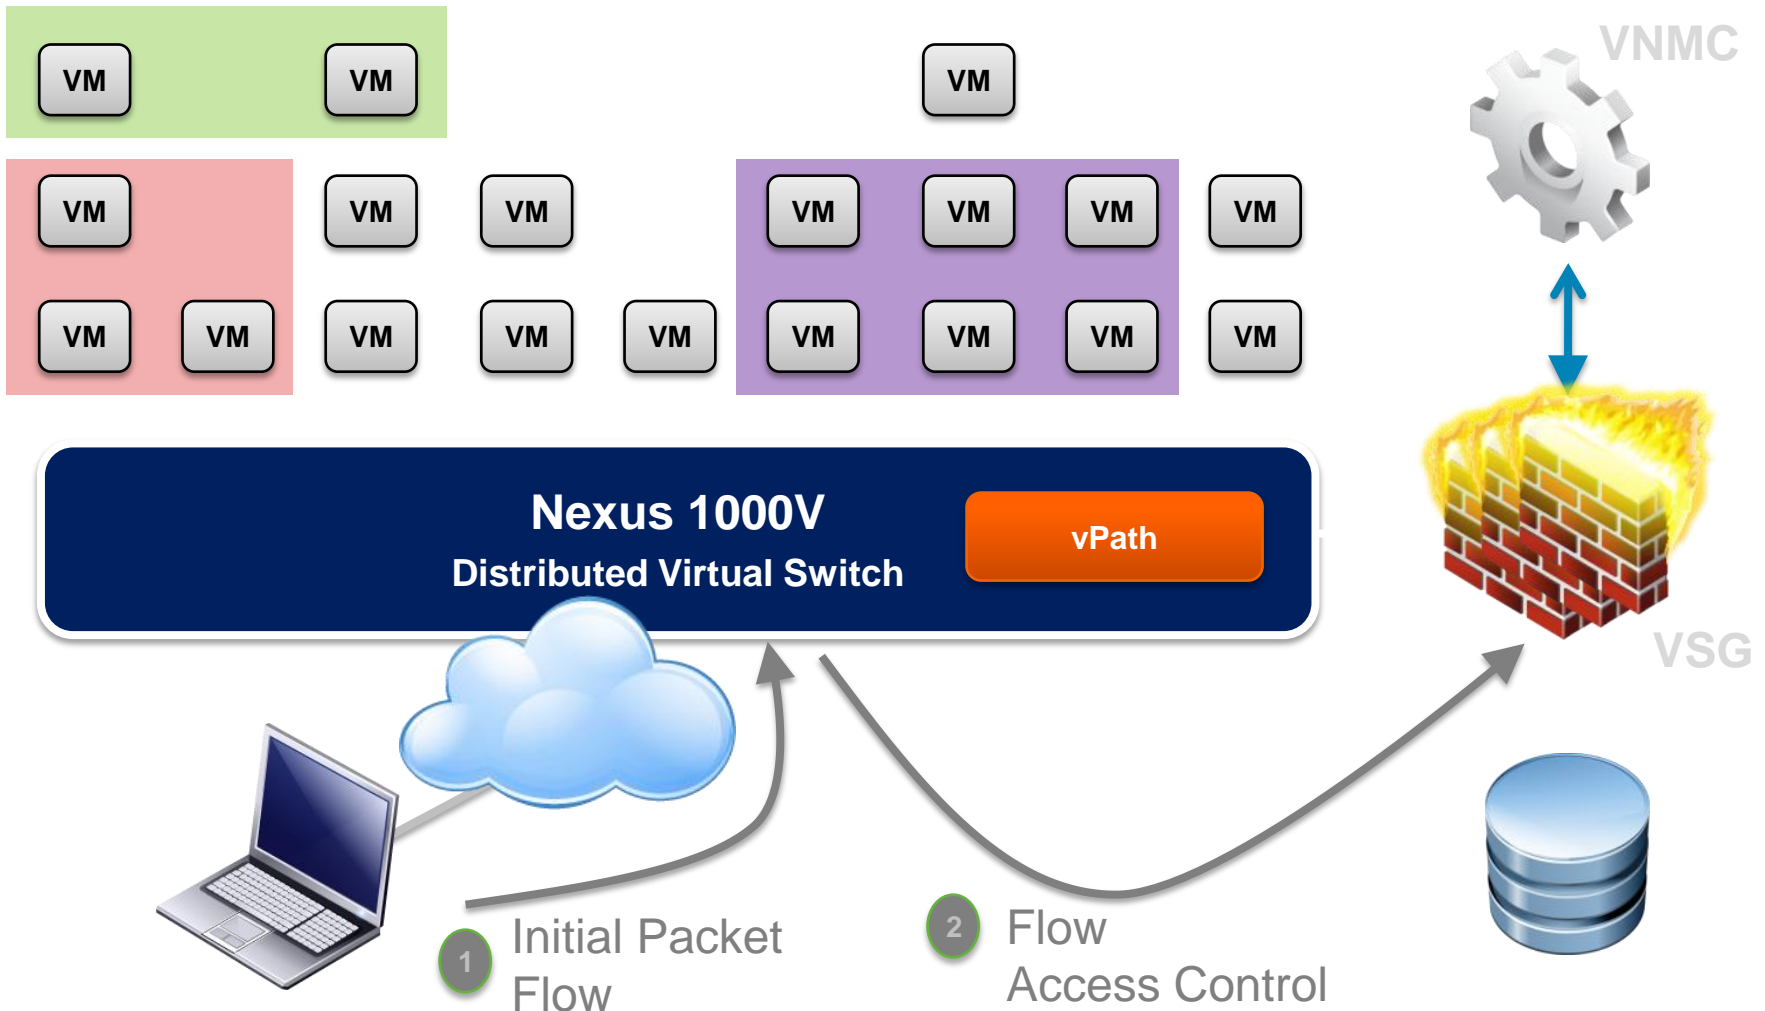 VNMC
VM VM VM
VM VM VM VM VM VM VM
VM VM VM VM VM VM VM VM VM
Nexus 1000V
Distributed Virtual Switch
vPath
VSG
1 Initial Packet
Flow
2 Flow
Access Control